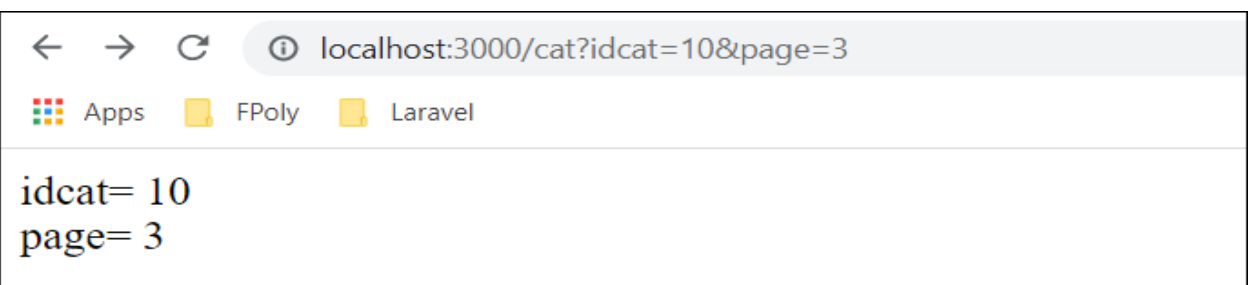 localhost:3000/cat?idcat=10&page=3
Apps FPoly Laravel
idcat= 10
page= 3